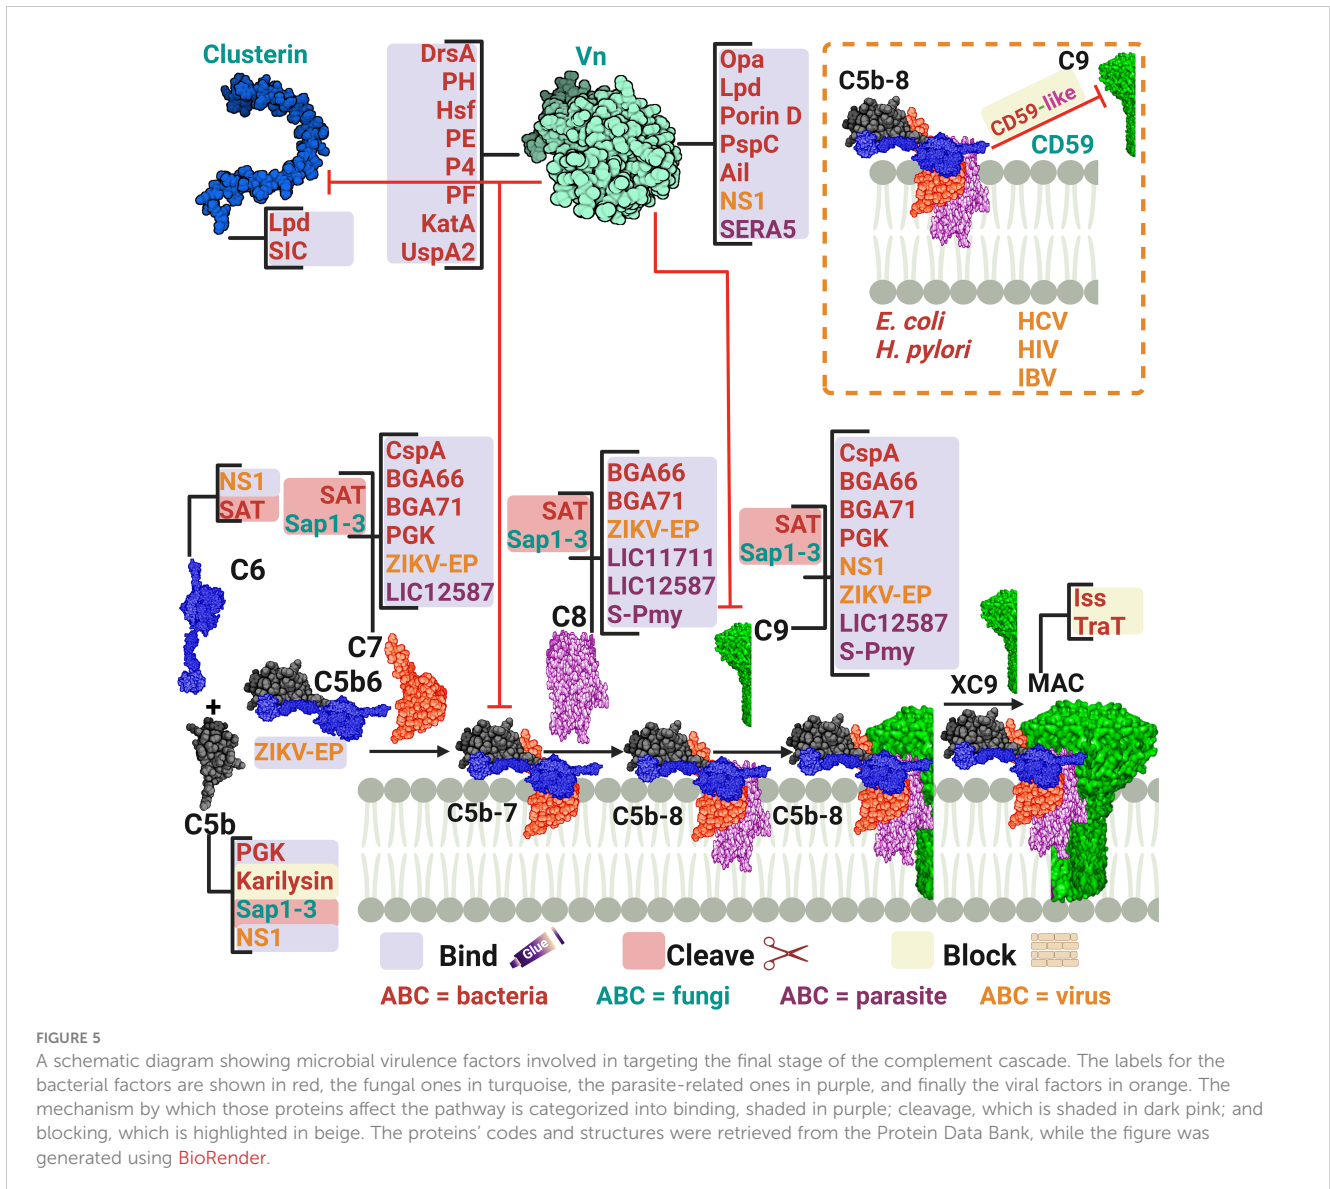 Clusterin
DrsA
PH
Hsf
PE
P4
PF
KatA
UspA2
Lpd
SIC
Vn
Opa
Lpd
Porin D
PspC
Ail
NS1
SERA5
C9
C5b-8
CD59-like
CD59
E. coli
H. pylori
HCV
HIV
IBV
NS1
SAT
C6
SAT
Sap1-3
CspA
BGA66
BGA71
PGK
ZIKV-EP
LIC12587
C7
SAT
Sap1-3
BGA66
BGA71
ZIKV-EP
LIC11711
LIC12587
S-Pmy
C8
SAT
Sap1-3
CspA
BGA66
BGA71
PGK
NS1
ZIKV-EP
LIC12587
S-Pmy
C9
Iss
TraT
XC9
MAC
+
C5b6
ZIKV-EP
C5b
C5b-7
C5b-8
C5b-8
PGK
Karilysin
Sap1-3
NS1
Bind
Glue
Cleave
Block
ABC = bacteria
ABC = fungi
ABC = parasite
ABC = virus
FIGURE 5
A schematic diagram showing microbial virulence factors involved in targeting the final stage of the complement cascade. The labels for the
bacterial factors are shown in red, the fungal ones in turquoise, the parasite-related ones in purple, and finally the viral factors in orange. The
mechanism by which those proteins affect the pathway is categorized into binding, shaded in purple; cleavage, which is shaded in dark pink; and
blocking, which is highlighted in beige. The proteins’ codes and structures were retrieved from the Protein Data Bank, while the figure was
generated using BioRender.